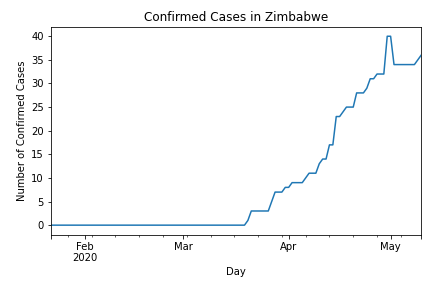 Confirmed Cases in Zimbabwe
40
35
30
25
20
15
10
5
0
Number of Confirmed Cases
Feb
2020
Mar
Apr
May
Day